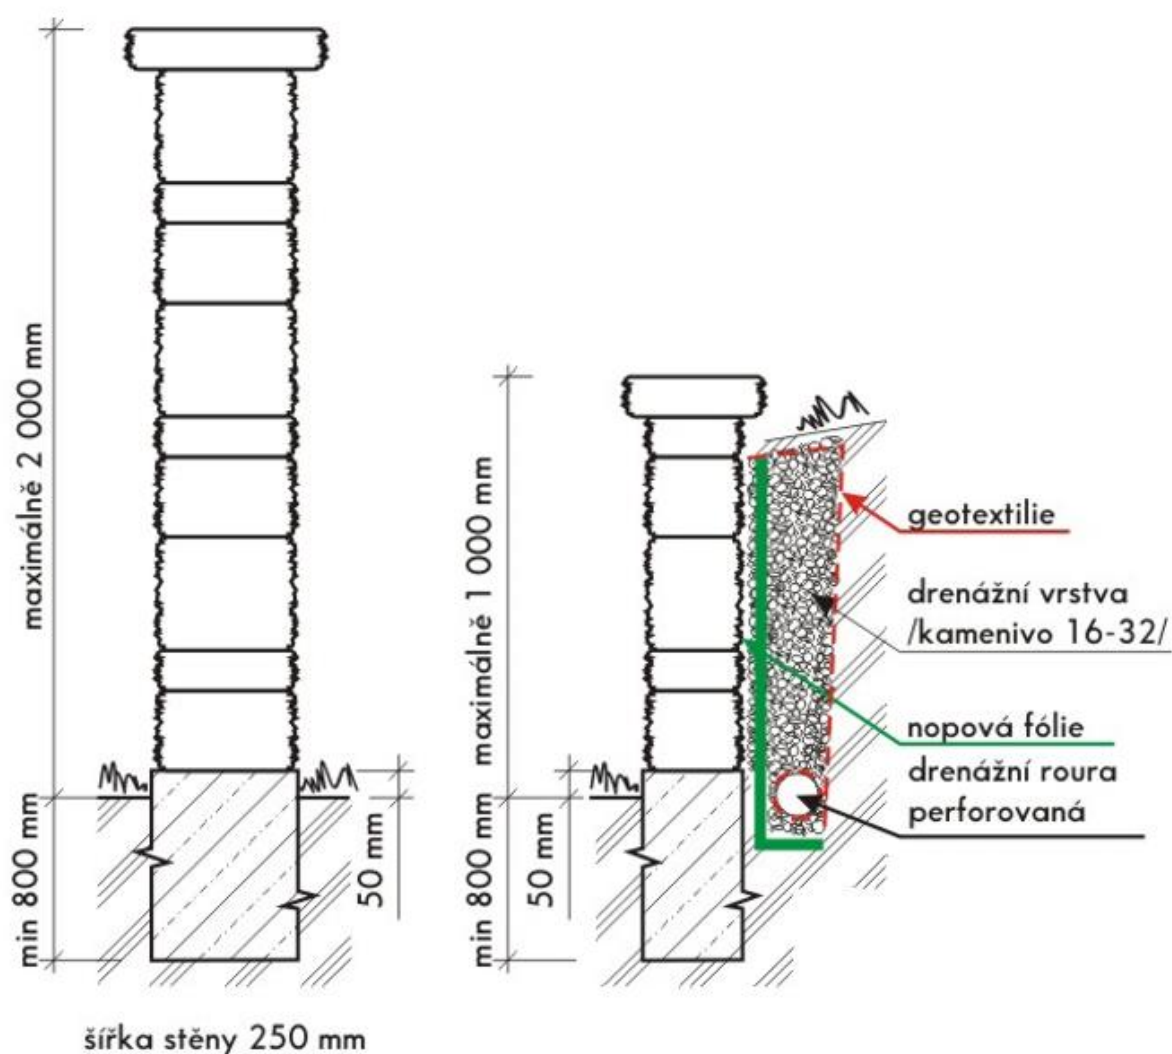 maximálně 2 000 mm
min 800 mm
50 mm
šířka stěny 250 mm
maximálně 1 000 mm
min 800 mm
50 mm
geotextilie
drenážní vrstva
/kamenivo 16-32/
nopová fólie
drenážní roura
perforovaná